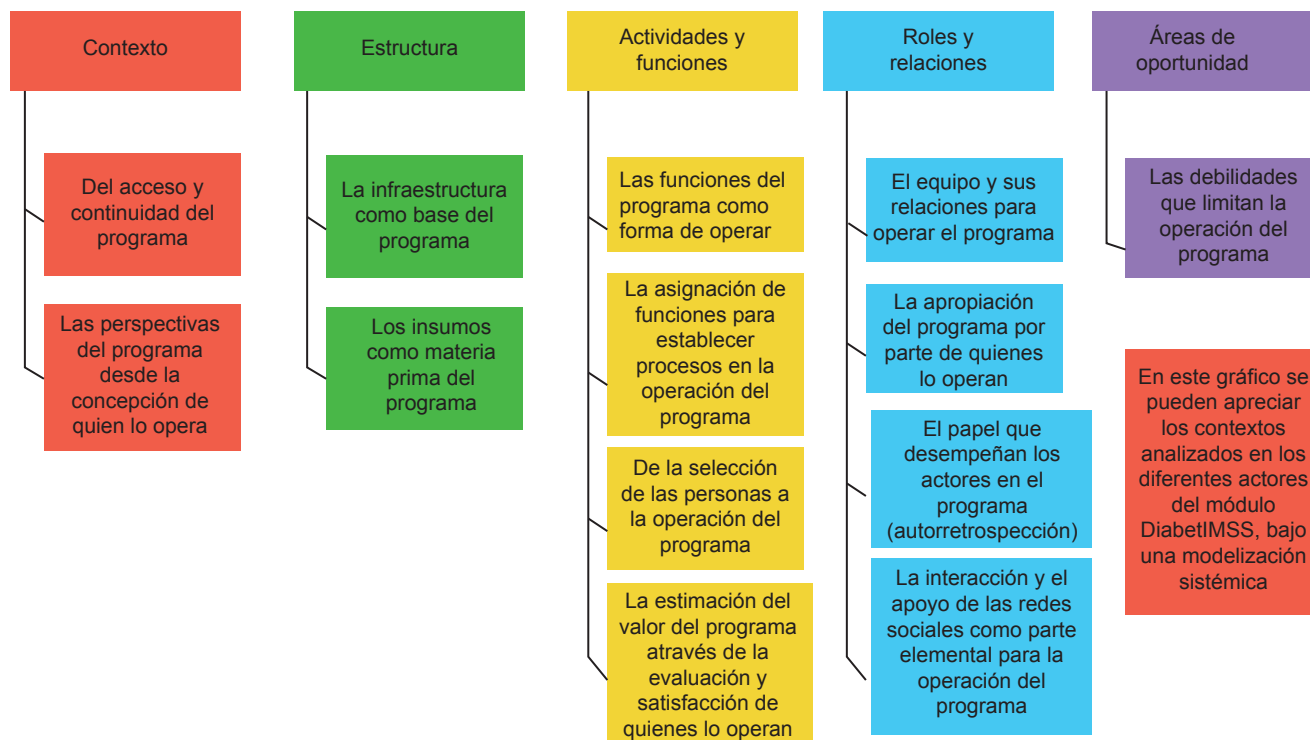 Contexto
Del acceso y
continuidad del
programa
Las perspectivas
del programa
desde la
concepción de
quien lo opera
Estructura
La infraestructura
como base del
programa
Los insumos
como materia
prima del
programa
Actividades y
funciones
Las funciones del
programa como
forma de operar
La asignación de
funciones para
establecer
procesos en la
operación del
programa
De la selección
de las personas a
la operación del
programa
La estimación del
valor del programa
através de la
evaluación y
satisfacción de
quienes lo operan
Roles y
relaciones
El equipo y sus
relaciones para
operar el programa
La apropiación
del programa por
parte de quienes
lo operan
El papel que
desempeñan los
actores en el
programa
(autorretrospección)
La interacción y el
apoyo de las redes
sociales como parte
elemental para la
operación del
programa
Áreas de
oportunidad
Las debilidades
que limitan la
operación del
programa
En este gráfico se
pueden apreciar
los contextos
analizados en los
diferentes actores
del módulo
DiabetIMSS, bajo
una modelización
sistémica